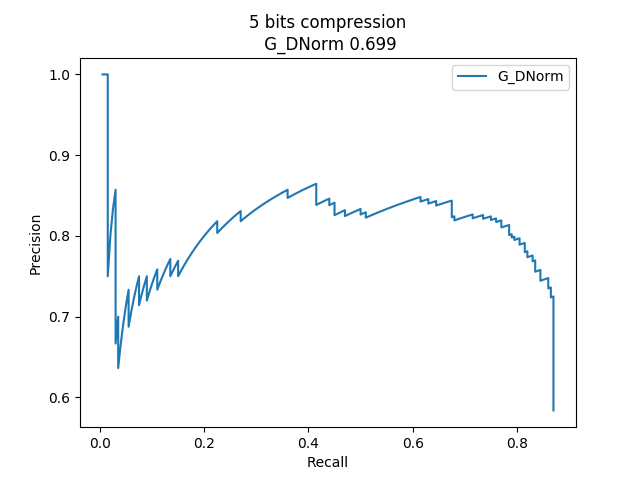 5 bits compression
G_DNorm 0.699
G_DNorm
1.0
0.9
0.8
0.7
0.6
Precision
0.0 0.2 0.4 0.6 0.8
Recall